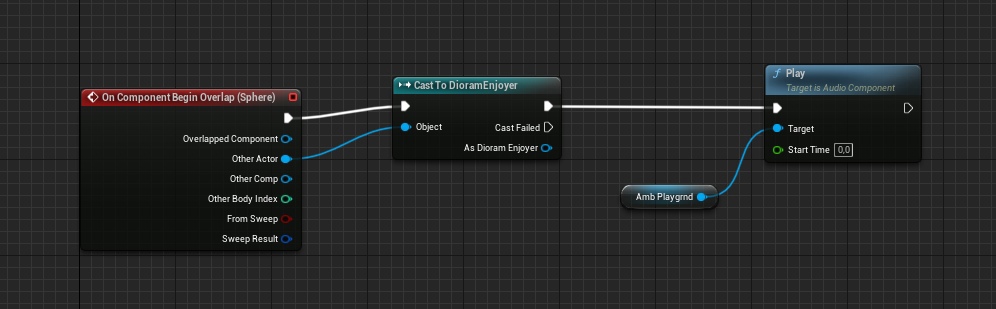 On Component Begin Overlap (Sphere)
Overlapped Component
Other Actor
Other Comp
Other Body Index
From Sweep
Sweep Result
Cast To DioramEnjoyer
Object
Cast Failed
As Dioram Enjoyer
Amb Playgrnd
f Play
Target is Audio Component
Target
Start Time 0,0